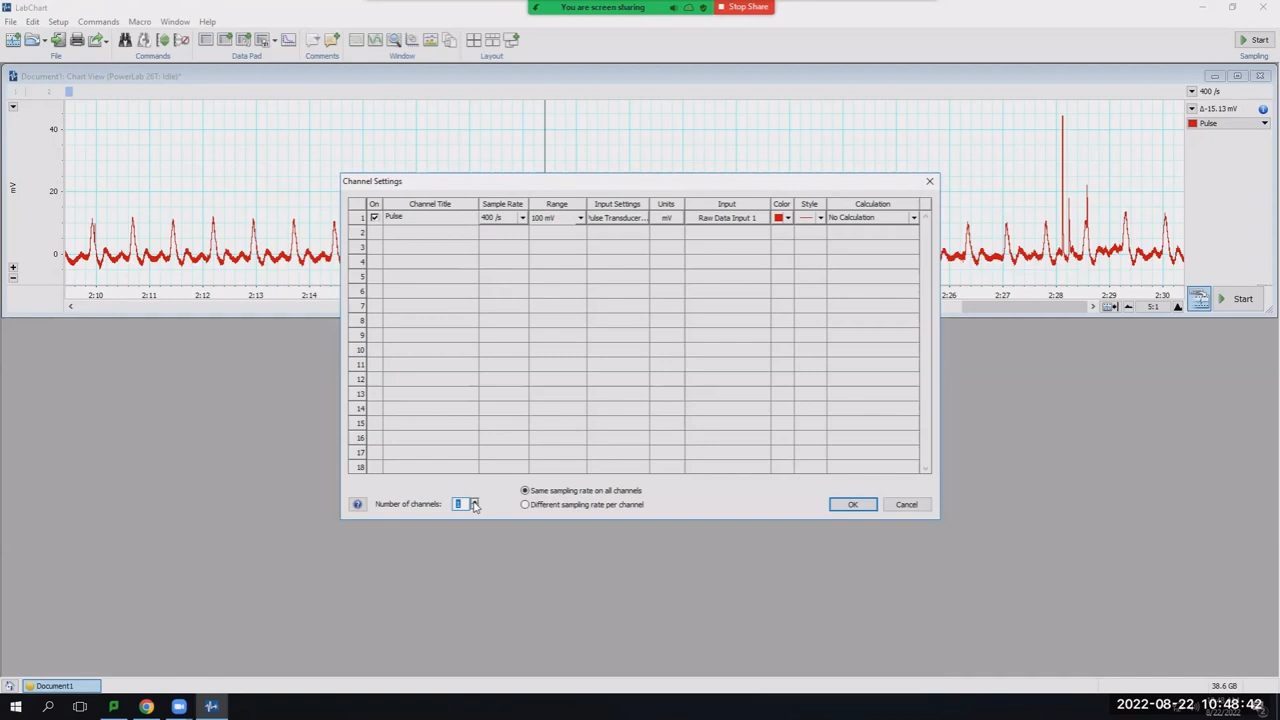 You are screen sharing
Stop Share
LabChart
File Edit Setup Commands Macro Window Help
File Commands Data Pad Comments Window Layout
Start
Sampling
Document1: Chart View (PowerLab 26T: Idle)*
1 2
400 /s
Δ-15.13 mV
Pulse
40
20
0
mV
2:10 2:11 2:12 2:13 2:14 2:26 2:27 2:28 2:29 2:30
5:1
Start
Channel Settings
On Channel Title Sample Rate Range Input Settings Units Input Color Style Calculation
1 Pulse 400 /s 100 mV ulse Transducer... mV Raw Data Input 1 No Calculation
2
3
4
5
6
7
8
9
10
11
12
13
14
15
16
17
18
Number of channels: 1
Same sampling rate on all channels
Different sampling rate per channel
OK Cancel
Document1
38.6 GB
2022-08-22 10:48:42